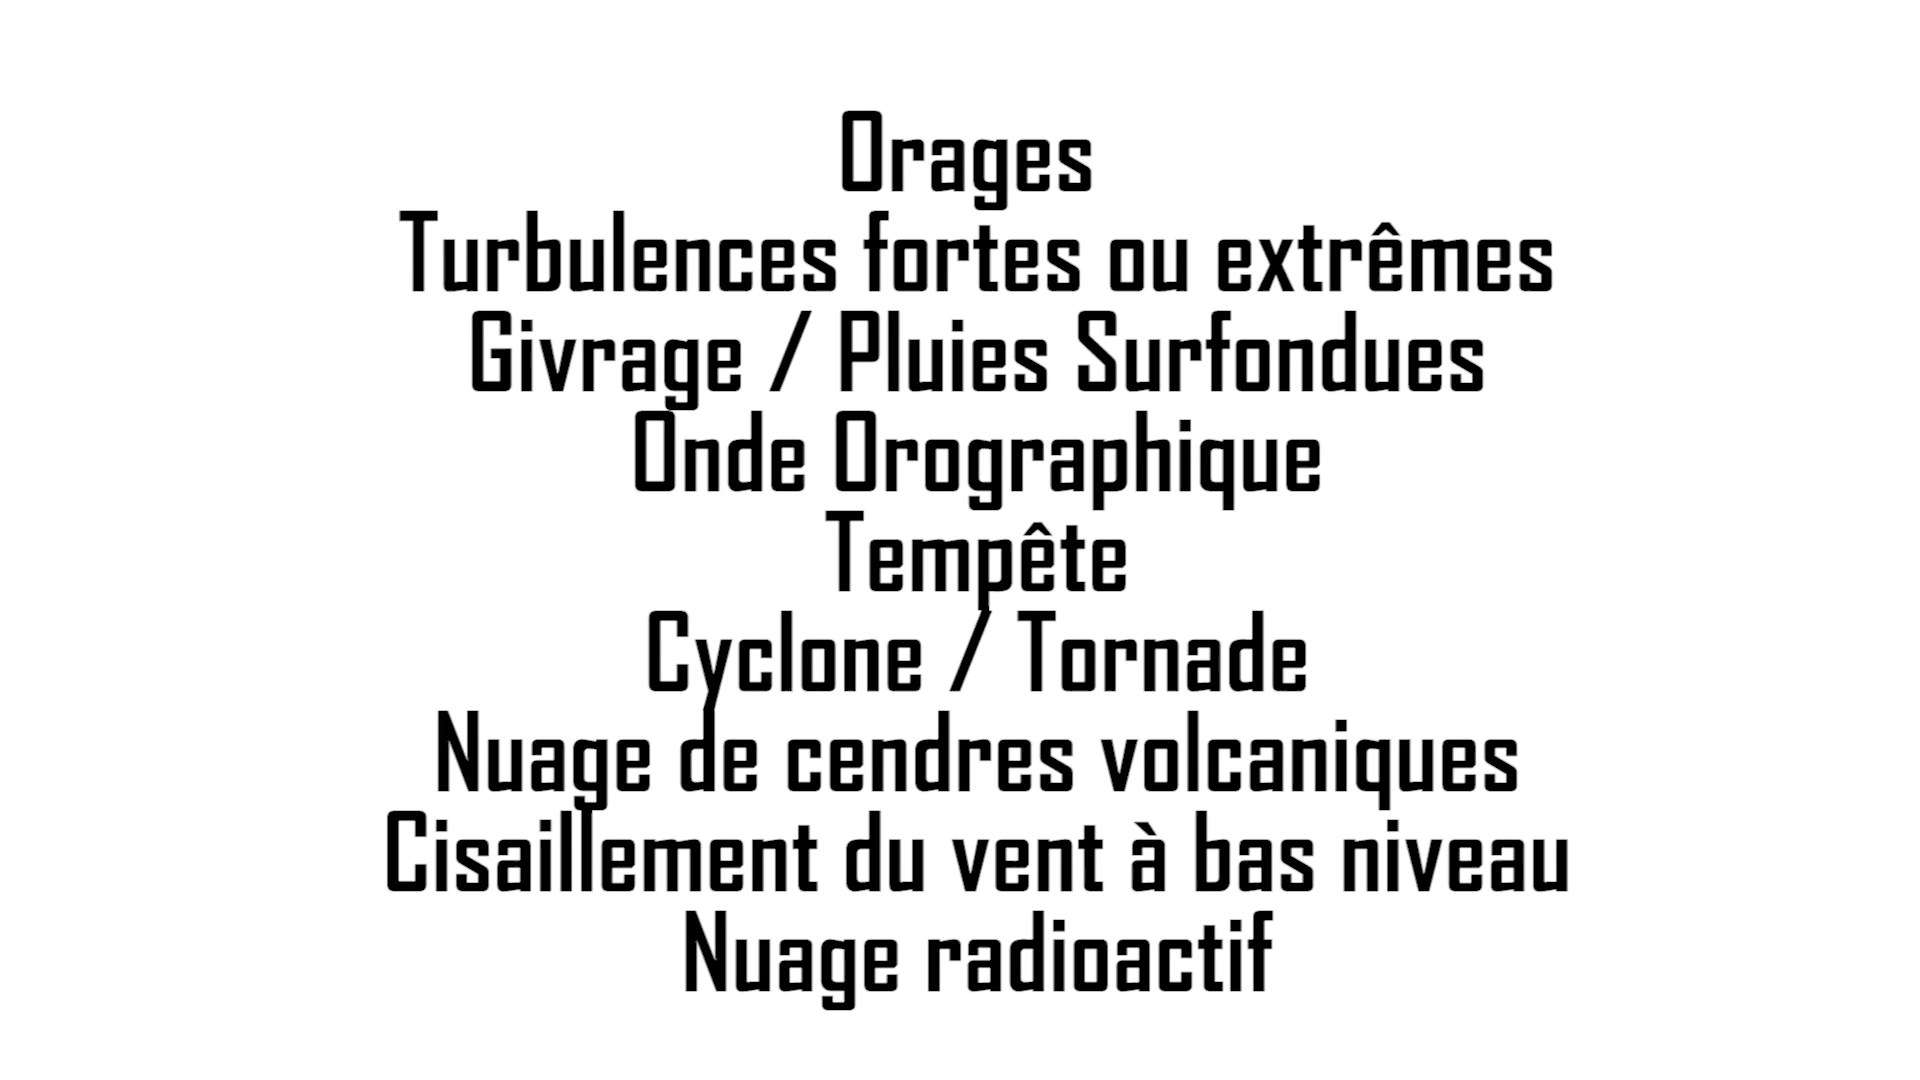 Orages
Turbulences fortes ou extrêmes
Givrage / Pluies Surfondues
Onde Orographique
Tempête
Cyclone / Tornade
Nuage de cendres volcaniques
Cisaillement du vent à bas niveau
Nuage radioactif